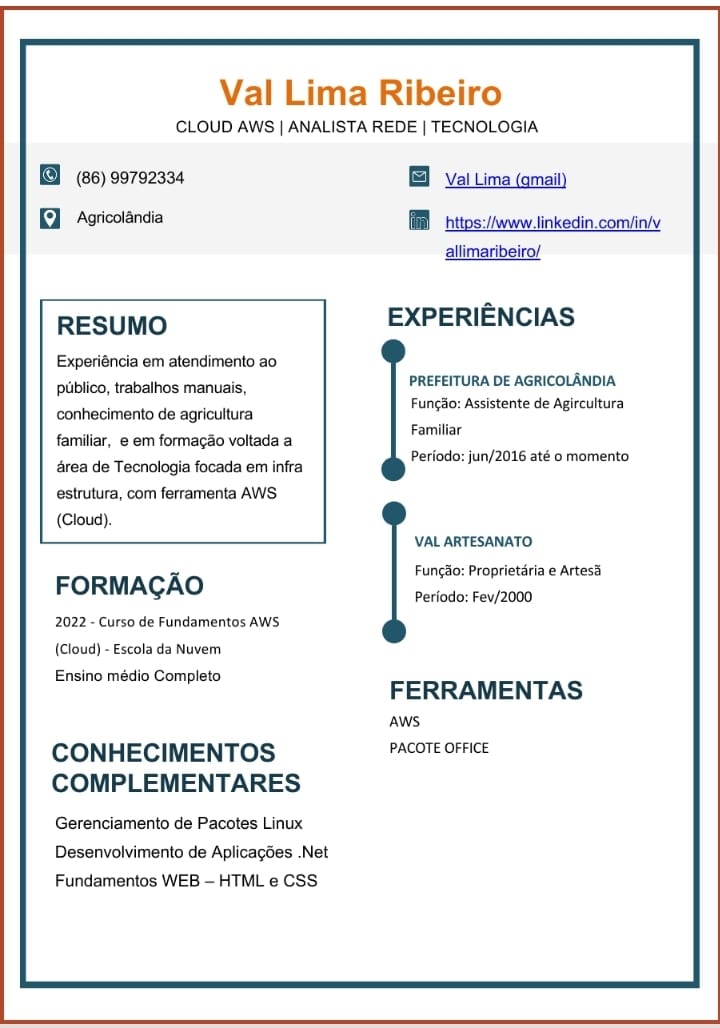 Val Lima Ribeiro
CLOUD AWS | ANALISTA REDE | TECNOLOGIA
(86) 99792334
Agricolândia
Val Lima (gmail)
https://www.linkedin.com/in/v
allimaribeiro/
RESUMO
Experiência em atendimento ao
público, trabalhos manuais,
conhecimento de agricultura
familiar, e em formação voltada a
área de Tecnologia focada em infra
estrutura, com ferramenta AWS
(Cloud).
FORMAÇÃO
2022 - Curso de Fundamentos AWS
(Cloud) - Escola da Nuvem
Ensino médio Completo
CONHECIMENTOS
COMPLEMENTARES
Gerenciamento de Pacotes Linux
Desenvolvimento de Aplicações .Net
Fundamentos WEB – HTML e CSS
EXPERIÊNCIAS
PREFEITURA DE AGRICOLÂNDIA
Função: Assistente de Agircultura
Familiar
Período: jun/2016 até o momento
VAL ARTESANATO
Função: Proprietária e Artesã
Período: Fev/2000
FERRAMENTAS
AWS
PACOTE OFFICE